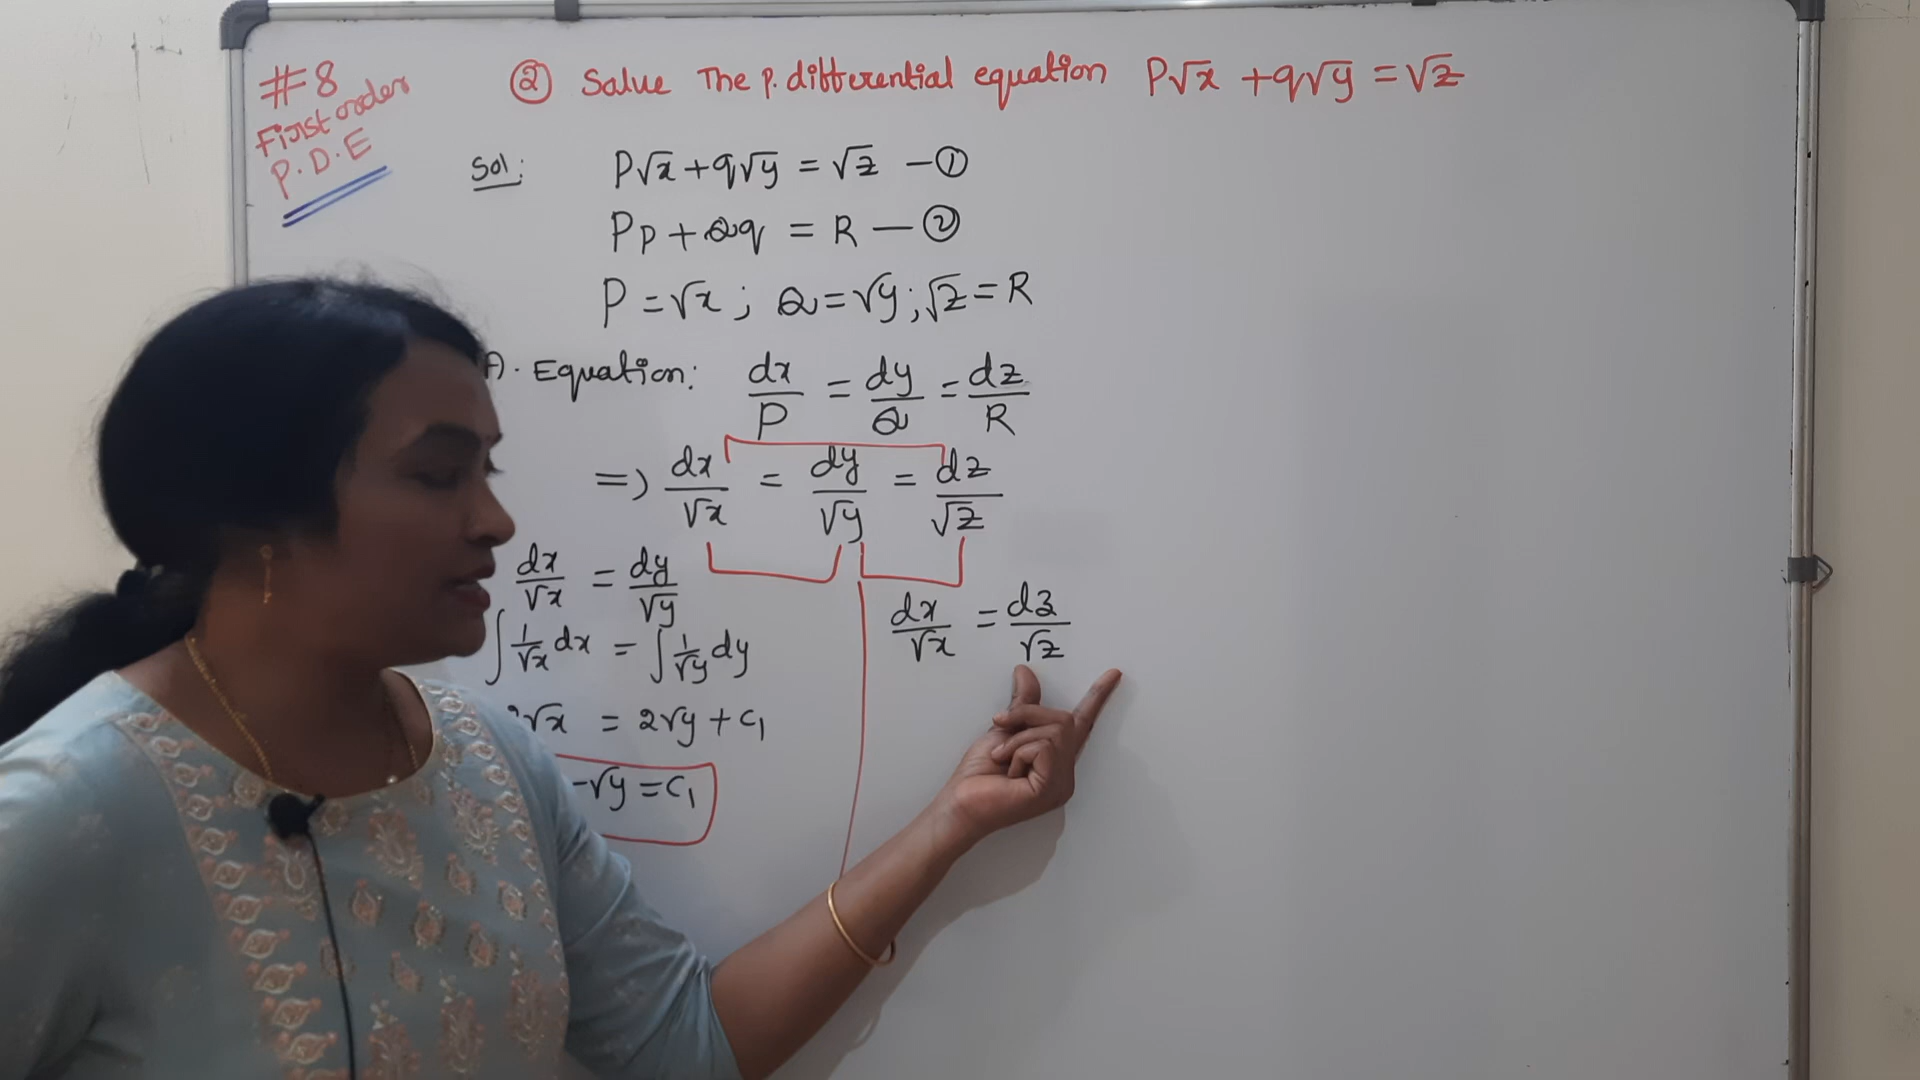 #8
First order
P.D.E
② Salue The P. differential equation P√x + q√y = √z
Sol: P√x + q√y = √z - ①
Pp + Qq = R - ②
P = √x ; Q = √y ; √z = R
A. Equation: dx/P = dy/Q = dz/R
=> dx/√x = dy/√y = dz/√z
dx/√x = dy/√y
∫ 1/√x dx = ∫ 1/√y dy
√x = 2√y + c₁
-√y = c₁
dx/√x = dz/√z